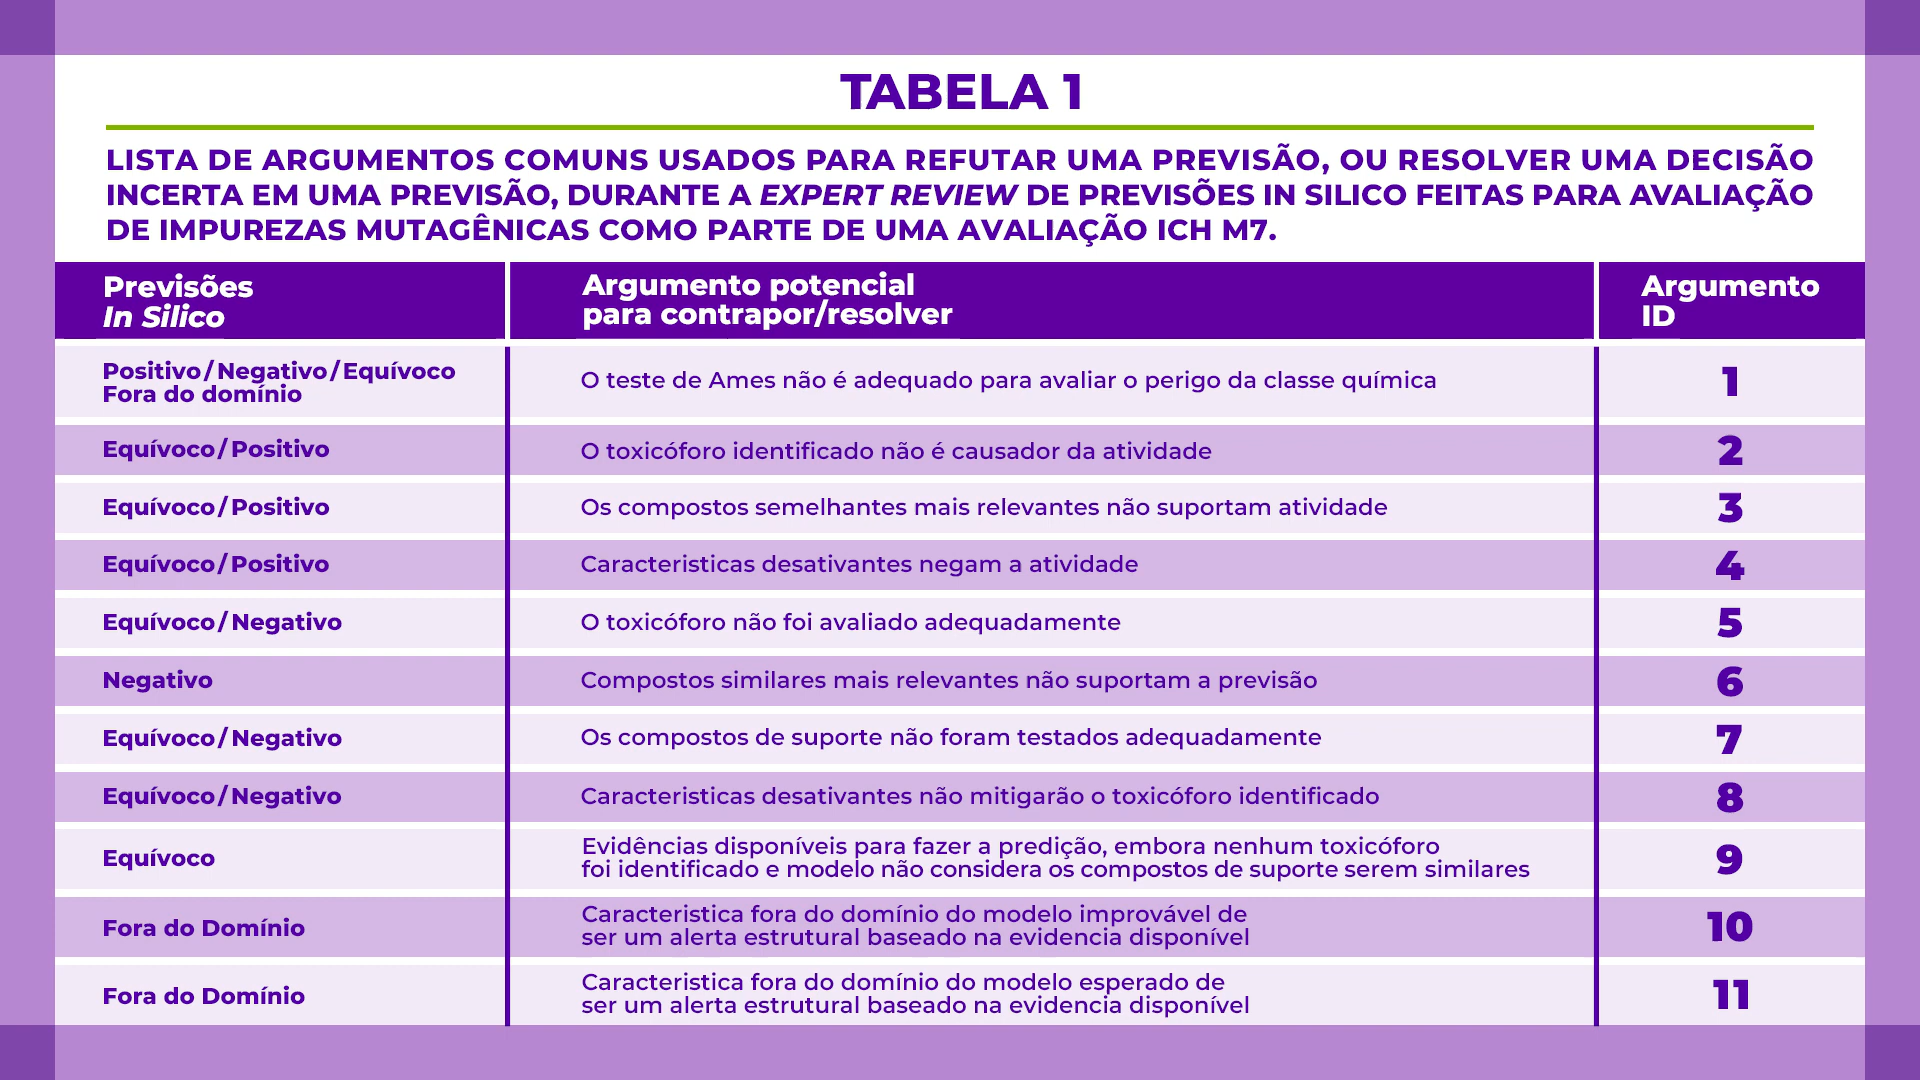 TABELA 1
LISTA DE ARGUMENTOS COMUNS USADOS PARA REFUTAR UMA PREVISÃO, OU RESOLVER UMA DECISÃO
INCERTA EM UMA PREVISÃO, DURANTE A EXPERT REVIEW DE PREVISÕES IN SILICO FEITAS PARA AVALIAÇÃO
DE IMPUREZAS MUTAGÊNICAS COMO PARTE DE UMA AVALIAÇÃO ICH M7.
Previsões
In Silico
Argumento potencial
para contrapor/resolver
Argumento
ID
Positivo/Negativo/Equívoco
Fora do domínio
O teste de Ames não é adequado para avaliar o perigo da classe química
1
Equívoco/Positivo
O toxicóforo identificado não é causador da atividade
2
Equívoco/Positivo
Os compostos semelhantes mais relevantes não suportam atividade
3
Equívoco/Positivo
Caracteristicas desativantes negam a atividade
4
Equívoco/Negativo
O toxicóforo não foi avaliado adequadamente
5
Negativo
Compostos similares mais relevantes não suportam a previsão
6
Equívoco/Negativo
Os compostos de suporte não foram testados adequadamente
7
Equívoco/Negativo
Caracteristicas desativantes não mitigarão o toxicóforo identificado
8
Equívoco
Evidências disponíveis para fazer a predição, embora nenhum toxicóforo
foi identificado e modelo não considera os compostos de suporte serem similares
9
Fora do Domínio
Caracteristica fora do domínio do modelo improvável de
ser um alerta estrutural baseado na evidencia disponível
10
Fora do Domínio
Caracteristica fora do domínio do modelo esperado de
ser um alerta estrutural baseado na evidencia disponível
11